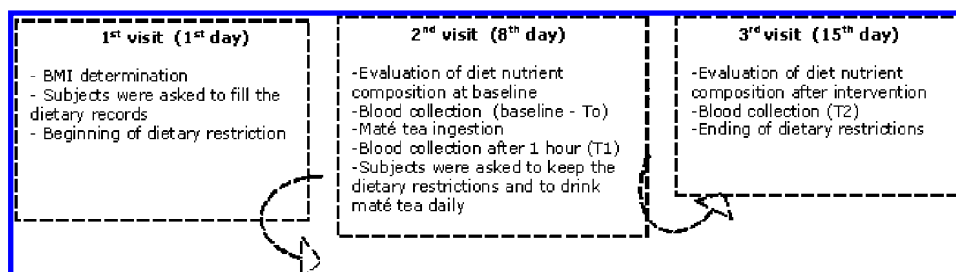 1st visit (1st day)
- BMI determination
- Subjects were asked to fill the
dietary records
- Beginning of dietary restriction
2nd visit (8th day)
-Evaluation of diet nutrient
composition at baseline
-Blood collection (baseline - To)
-Maté tea ingestion
-Blood collection after 1 hour (T1)
-Subjects were asked to keep the
dietary restrictions and to drink
maté tea daily
3rd visit (15th day)
-Evaluation of diet nutrient
composition after intervention
-Blood collection (T2)
-Ending of dietary restrictions